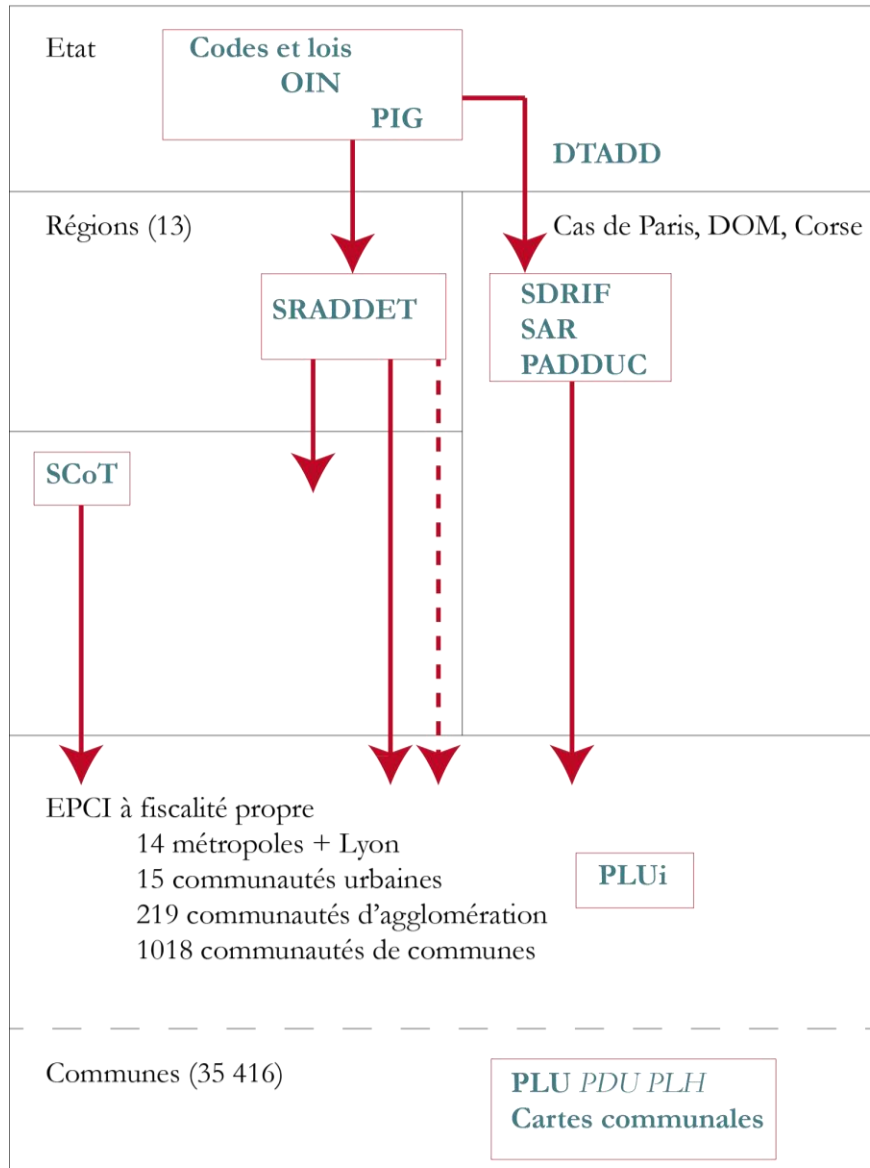 Etat
Codes et lois
OIN
PIG
DTADD
Régions (13)
Cas de Paris, DOM, Corse
SRADDET
SDRIF
SAR
PADDUC
SCoT
EPCI à fiscalité propre
14 métropoles + Lyon
15 communautés urbaines
219 communautés d'agglomération
1018 communautés de communes
PLUi
Communes (35 416)
PLU PDU PLH
Cartes communales